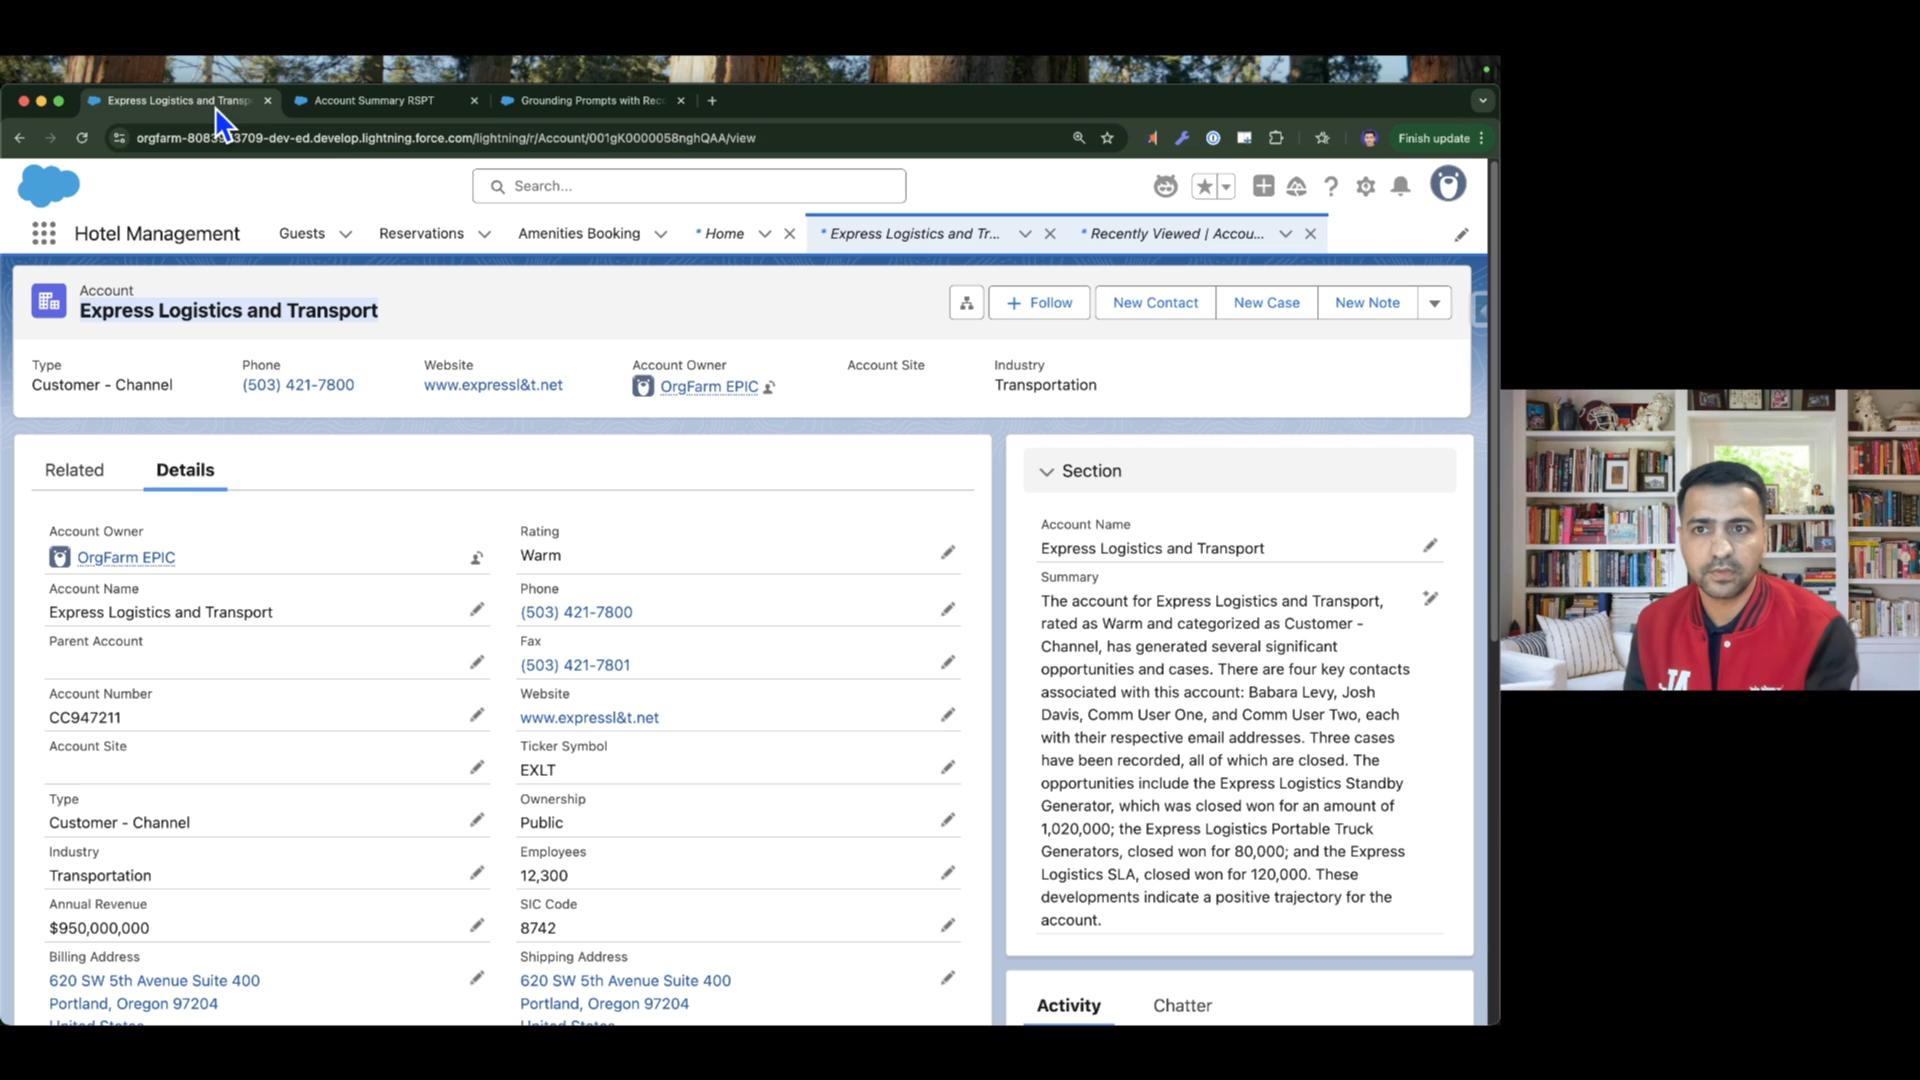 Express Logistics and Transp
Account Summary RSPT
Grounding Prompts with Rec
lightning.force.com/lightning/r/Account/001gK0000058nghQAA/view
Finish update
Search...
Hotel Management
Guests
Reservations
Amenities Booking
* Home
* Express Logistics and Tr...
* Recently Viewed | Accou...
Account
Express Logistics and Transport
Follow
New Contact
New Case
New Note
Type
Customer - Channel
Phone
(503) 421-7800
Website
www.expressl&t.net
Account Owner
OrgFarm EPIC
Account Site
Industry
Transportation
Related
Details
Account Owner
OrgFarm EPIC
Rating
Warm
Account Name
Express Logistics and Transport
Phone
(503) 421-7800
Parent Account
Fax
(503) 421-7801
Account Number
CC947211
Website
www.expressl&t.net
Account Site
Ticker Symbol
EXLT
Type
Customer - Channel
Ownership
Public
Industry
Transportation
Employees
12,300
Annual Revenue
$950,000,000
SIC Code
8742
Billing Address
620 SW 5th Avenue Suite 400
Portland, Oregon 97204
United States
Shipping Address
620 SW 5th Avenue Suite 400
Portland, Oregon 97204
United States
Section
Account Name
Express Logistics and Transport
Summary
The account for Express Logistics and Transport,
rated as Warm and categorized as Customer -
Channel, has generated several significant
opportunities and cases. There are four key contacts
associated with this account: Babara Levy, Josh
Davis, Comm User One, and Comm User Two, each
with their respective email addresses. Three cases
have been recorded, all of which are closed. The
opportunities include the Express Logistics Standby
Generator, which was closed won for an amount of
1,020,000; the Express Logistics Portable Truck
Generators, closed won for 80,000; and the Express
Logistics SLA, closed won for 120,000. These
developments indicate a positive trajectory for the
account.
Activity
Chatter